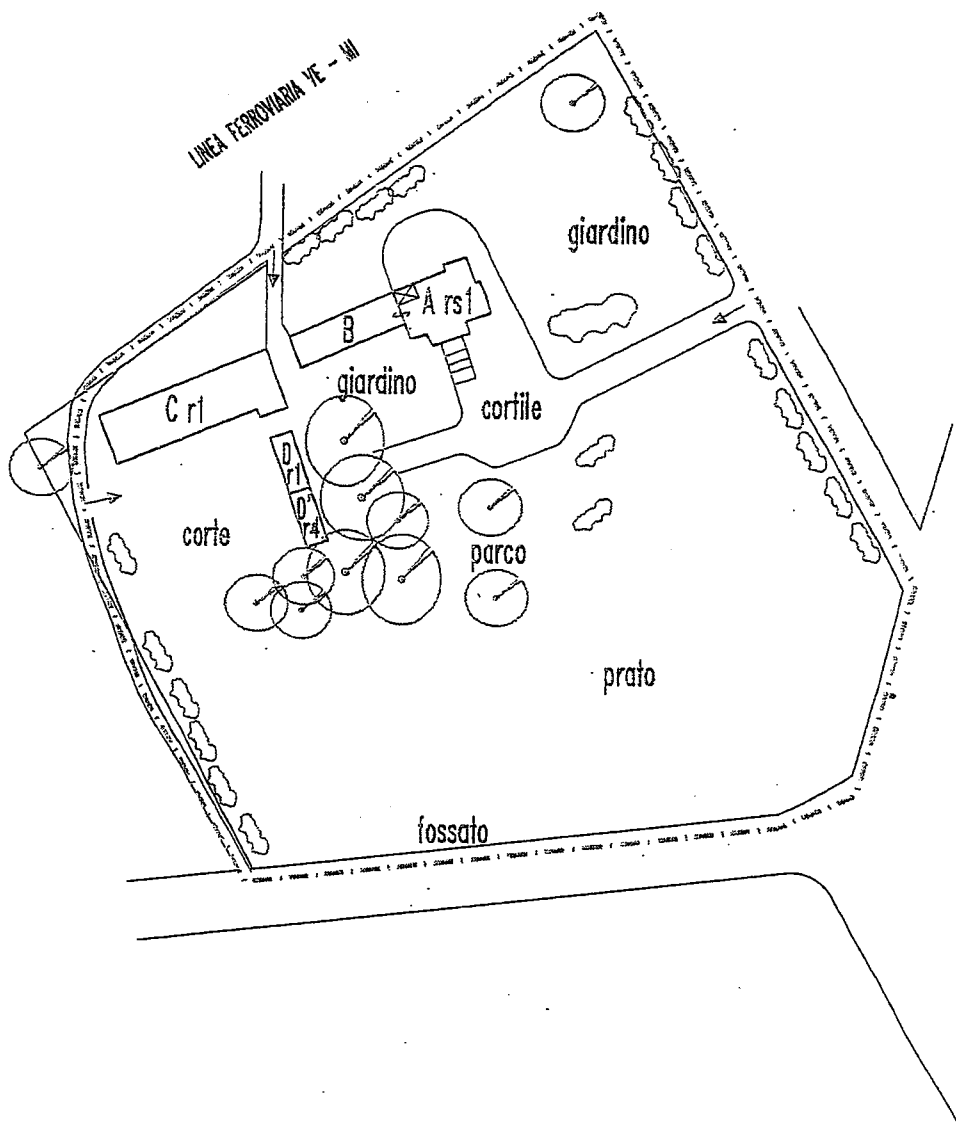 LINEA FERROVIARIA VE - MI
giardino
A rs1
B
giardino
C r1
cortile
D
r1
D'
r4
corte
parco
prato
fossato